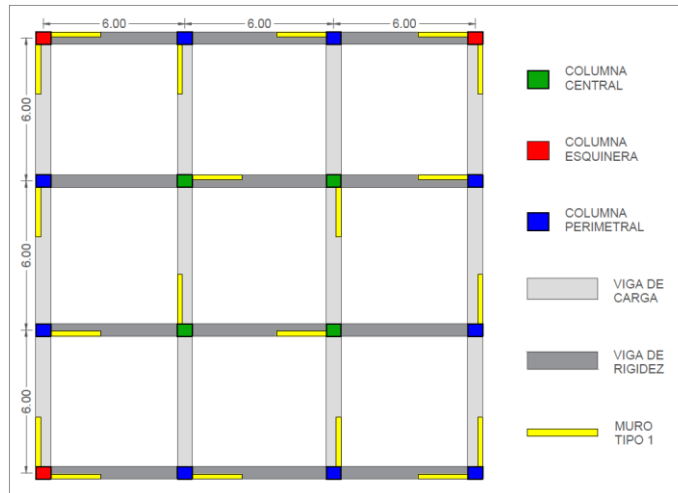 6.00 6.00 6.00
6.00
6.00
6.00
COLUMNA
CENTRAL
COLUMNA
ESQUINERA
COLUMNA
PERIMETRAL
VIGA DE
CARGA
VIGA DE
RIGIDEZ
MURO
TIPO 1